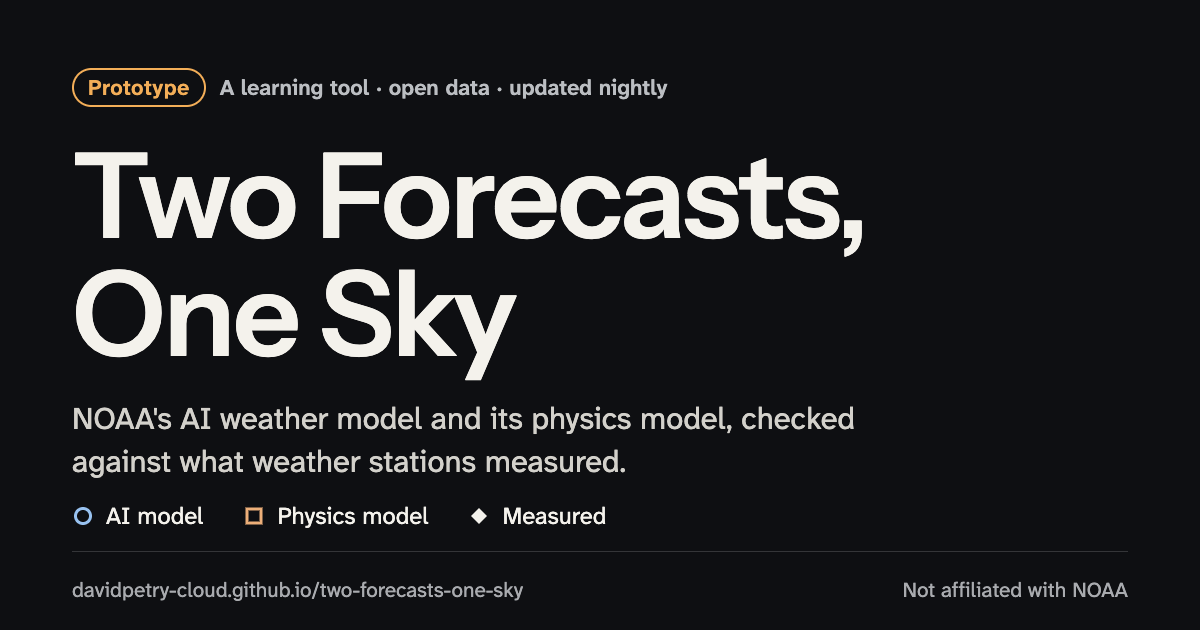 Prototype A learning tool · open data · updated nightly
Two Forecasts,
One Sky
NOAA's AI weather model and its physics model, checked
against what weather stations measured.
AI model Physics model Measured
davidpetry-cloud.github.io/two-forecasts-one-sky Not affiliated with NOAA